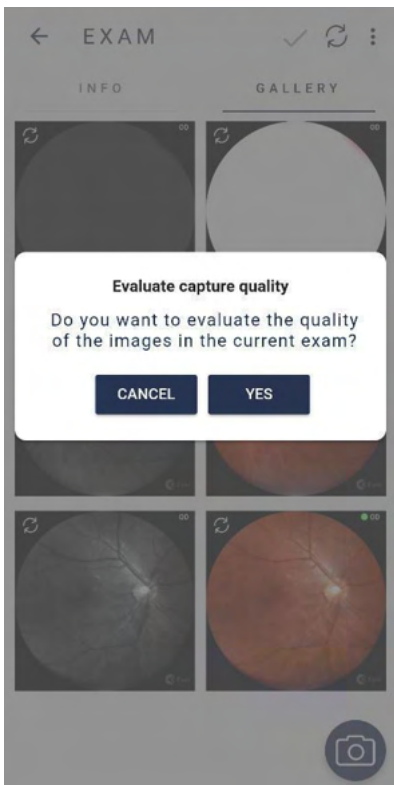 EXAM
INFO
GALLERY
Evaluate capture quality
Do you want to evaluate the quality
of the images in the current exam?
CANCEL
YES